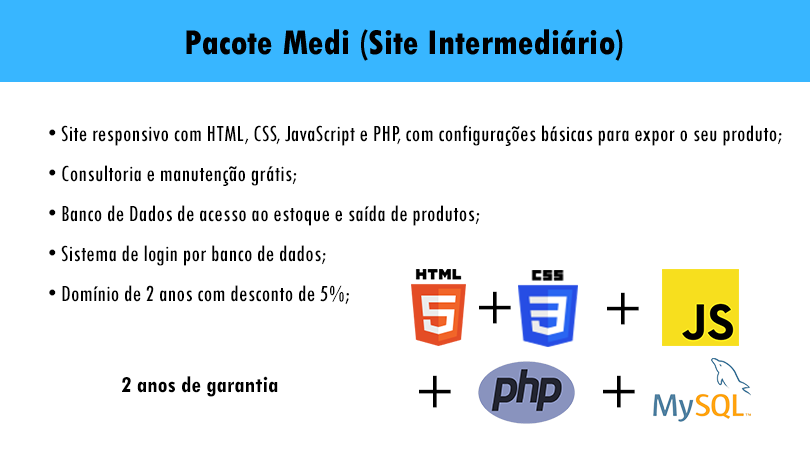 Pacote Medi (Site Intermediário)
• Site responsivo com HTML, CSS, JavaScript e PHP, com configurações básicas para expor o seu produto;
• Consultoria e manutenção grátis;
• Banco de Dados de acesso ao estoque e saída de produtos;
• Sistema de login por banco de dados;
• Domínio de 2 anos com desconto de 5%;
2 anos de garantia
HTML
5
+
CSS
3
+
JS
+
php
+
MySQL™